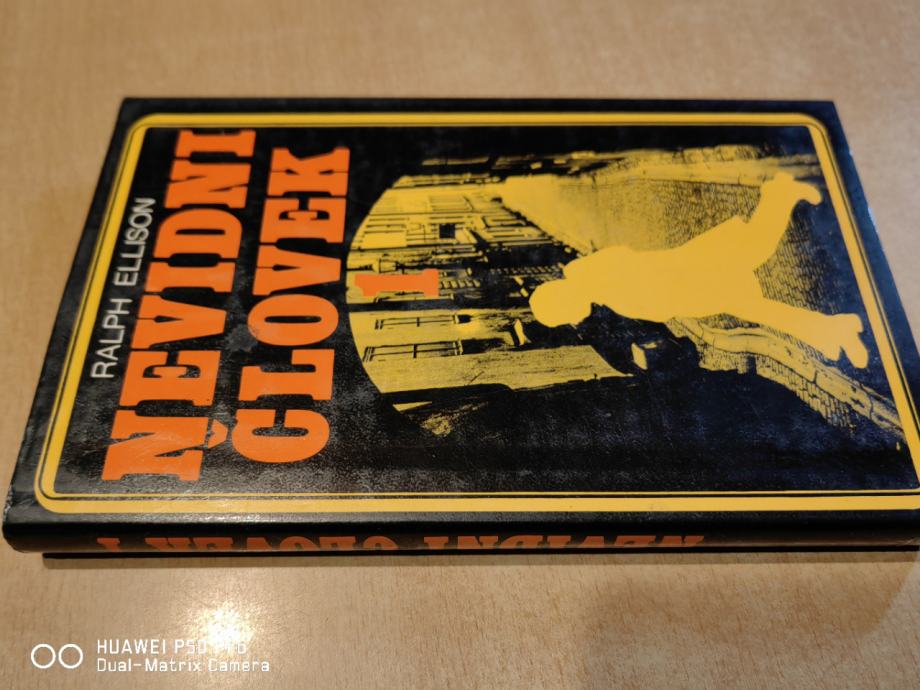 RALPH ELLISON
NEVIDNI
ČLOVEK
1
NEVIDNI ČLOVEK 1
HUAWEI P50 Pro
Dual-Matrix Camera